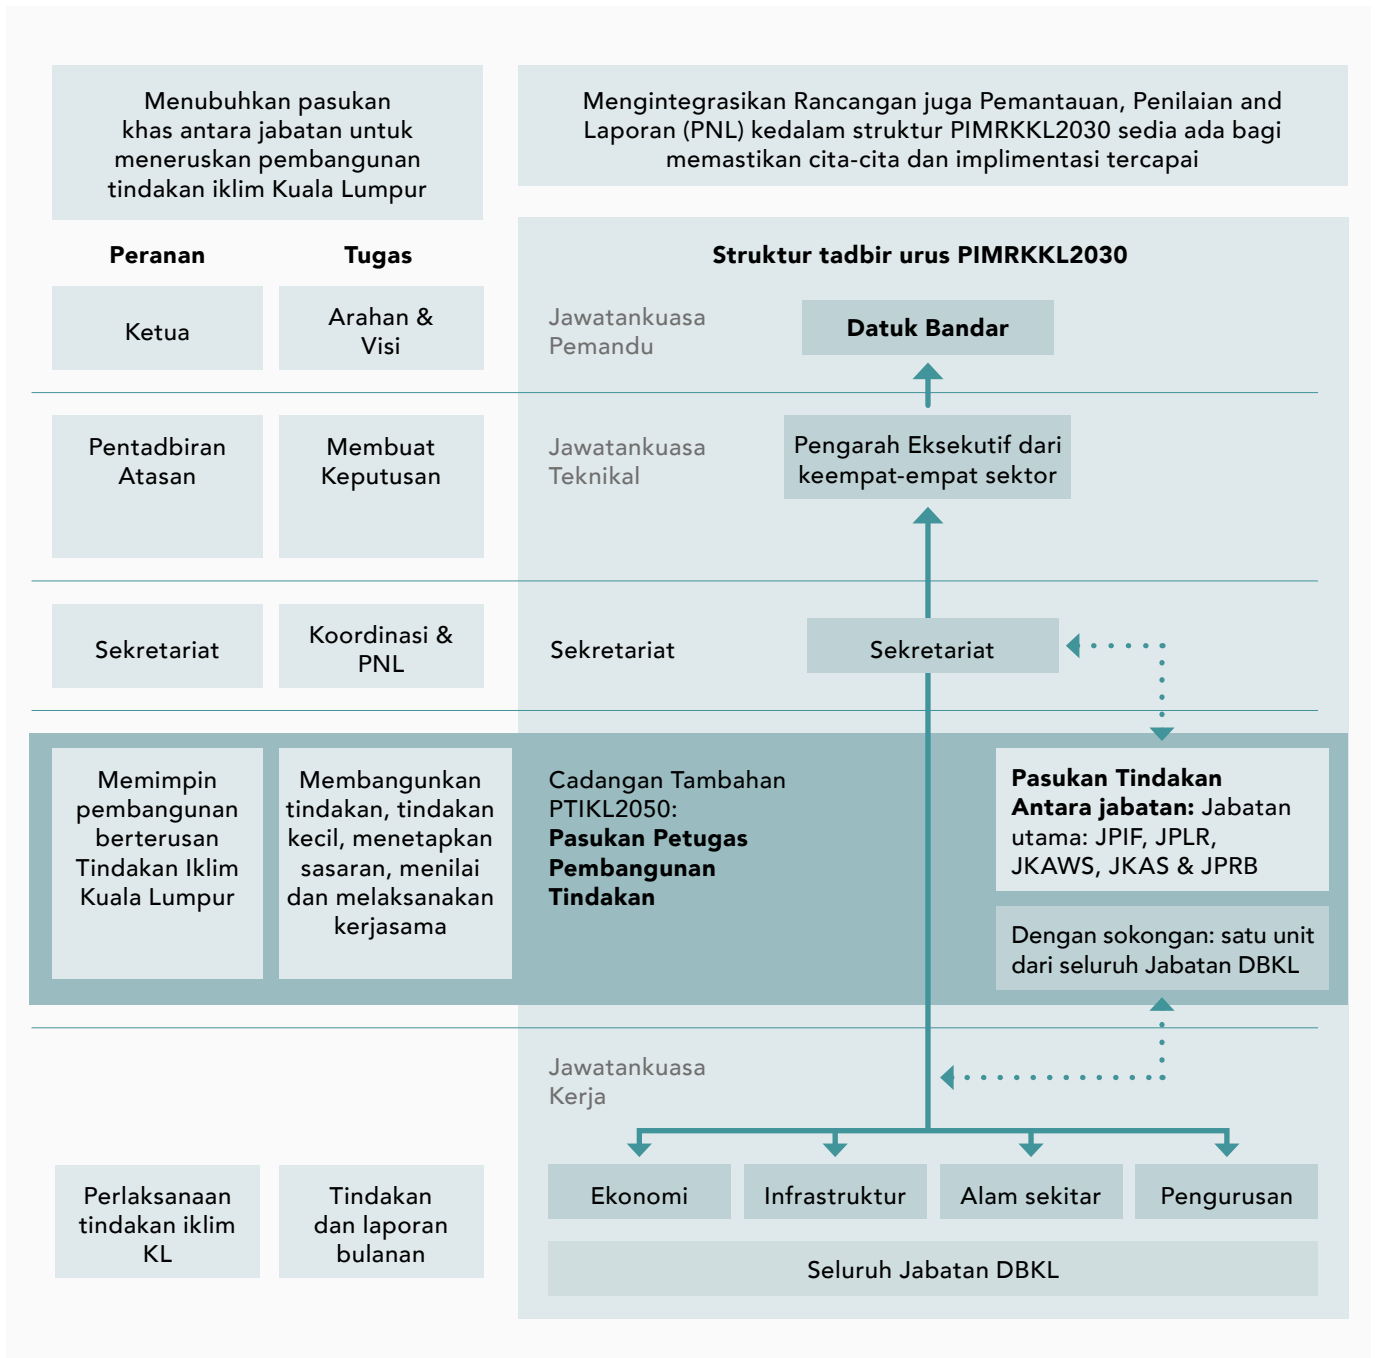 Menubuhkan pasukan
khas antara jabatan untuk
meneruskan pembangunan
tindakan iklim Kuala Lumpur
Mengintegrasikan Rancangan juga Pemantauan, Penilaian and
Laporan (PNL) kedalam struktur PIMRKKL2030 sedia ada bagi
memastikan cita-cita dan implimentasi tercapai
Peranan
Tugas
Struktur tadbir urus PIMRKKL2030
Ketua
Arahan &
Visi
Jawatankuasa
Pemandu
Datuk Bandar
Pentadbiran
Atasan
Membuat
Keputusan
Jawatankuasa
Teknikal
Pengarah Eksekutif dari
keempat-empat sektor
Sekretariat
Koordinasi &
PNL
Sekretariat
Sekretariat
Memimpin
pembangunan
berterusan
Tindakan Iklim
Kuala Lumpur
Membangunkan
tindakan, tindakan
kecil, menetapkan
sasaran, menilai
dan melaksanakan
kerjasama
Cadangan Tambahan
PTIKL2050:
Pasukan Petugas
Pembangunan
Tindakan
Pasukan Tindakan
Antara jabatan: Jabatan
utama: JPIF, JPLR,
JKAWS, JKAS & JPRB
Dengan sokongan: satu unit
dari seluruh Jabatan DBKL
Jawatankuasa
Kerja
Perlaksanaan
tindakan iklim
KL
Tindakan
dan laporan
bulanan
Ekonomi
Infrastruktur
Alam sekitar
Pengurusan
Seluruh Jabatan DBKL